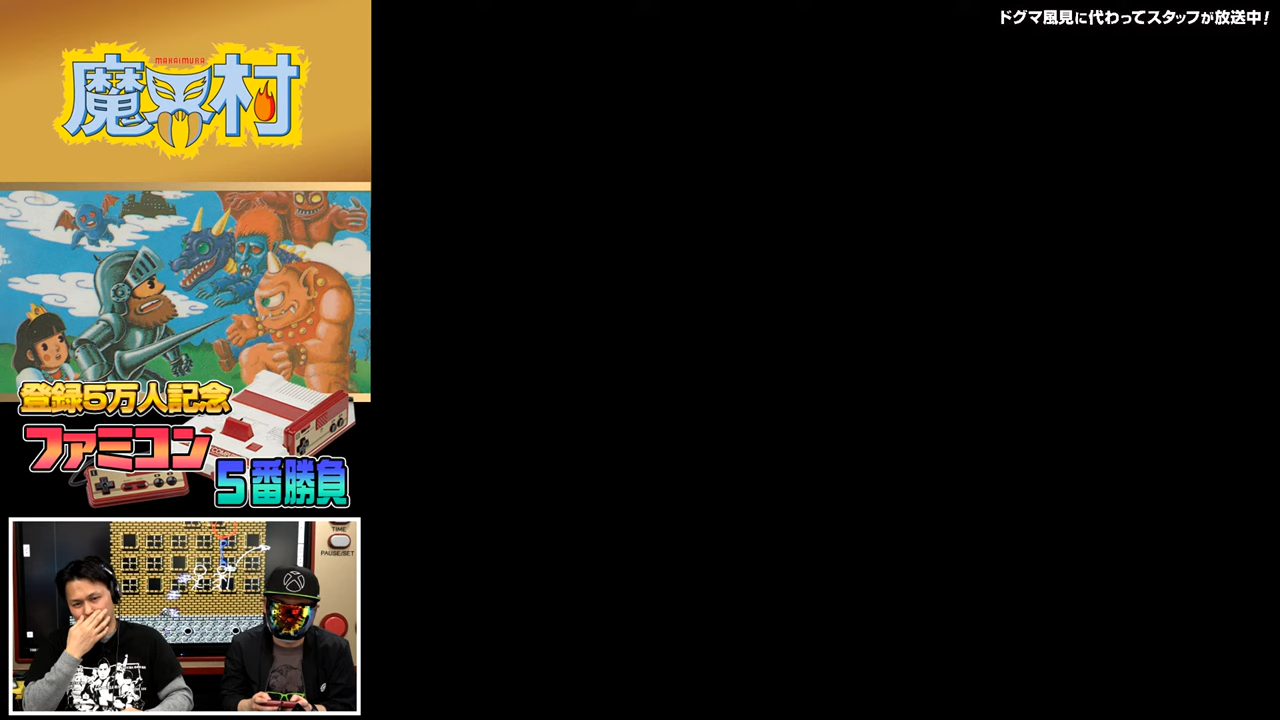 ドグマ風見に代わってスタッフが放送中！
MAKAIMURA
魔界村
登録5万人記念
ファミコン
5番勝負
TIME
PAUSE/SET